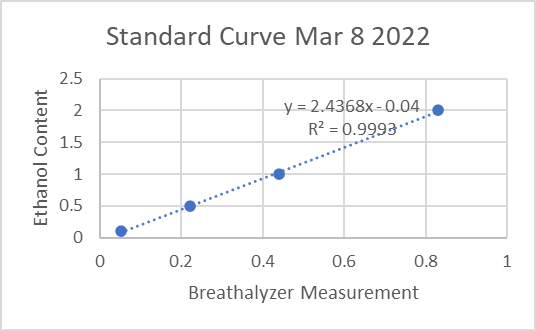 Standard Curve Mar 8 2022
2.5
y = 2.4368x - 0.04
R² = 0.9993
2
1.5
1
0.5
0
Ethanol Content
0 0.2 0.4 0.6 0.8 1
Breathalyzer Measurement